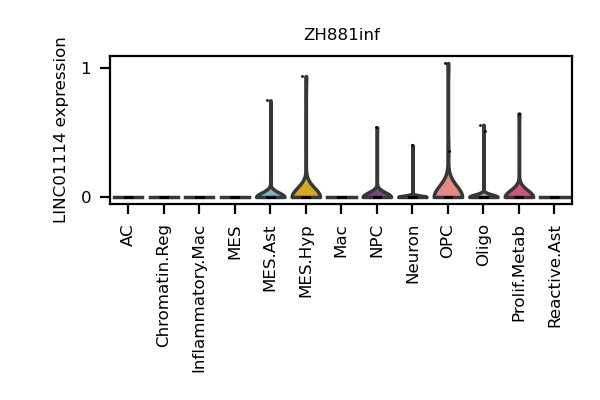 ZH881inf
LINC01114 expression
1
0
AC
Chromatin.Reg
Inflammatory.Mac
MES
MES.Ast
MES.Hyp
Mac
NPC
Neuron
OPC
Oligo
Prolif.Metab
Reactive.Ast